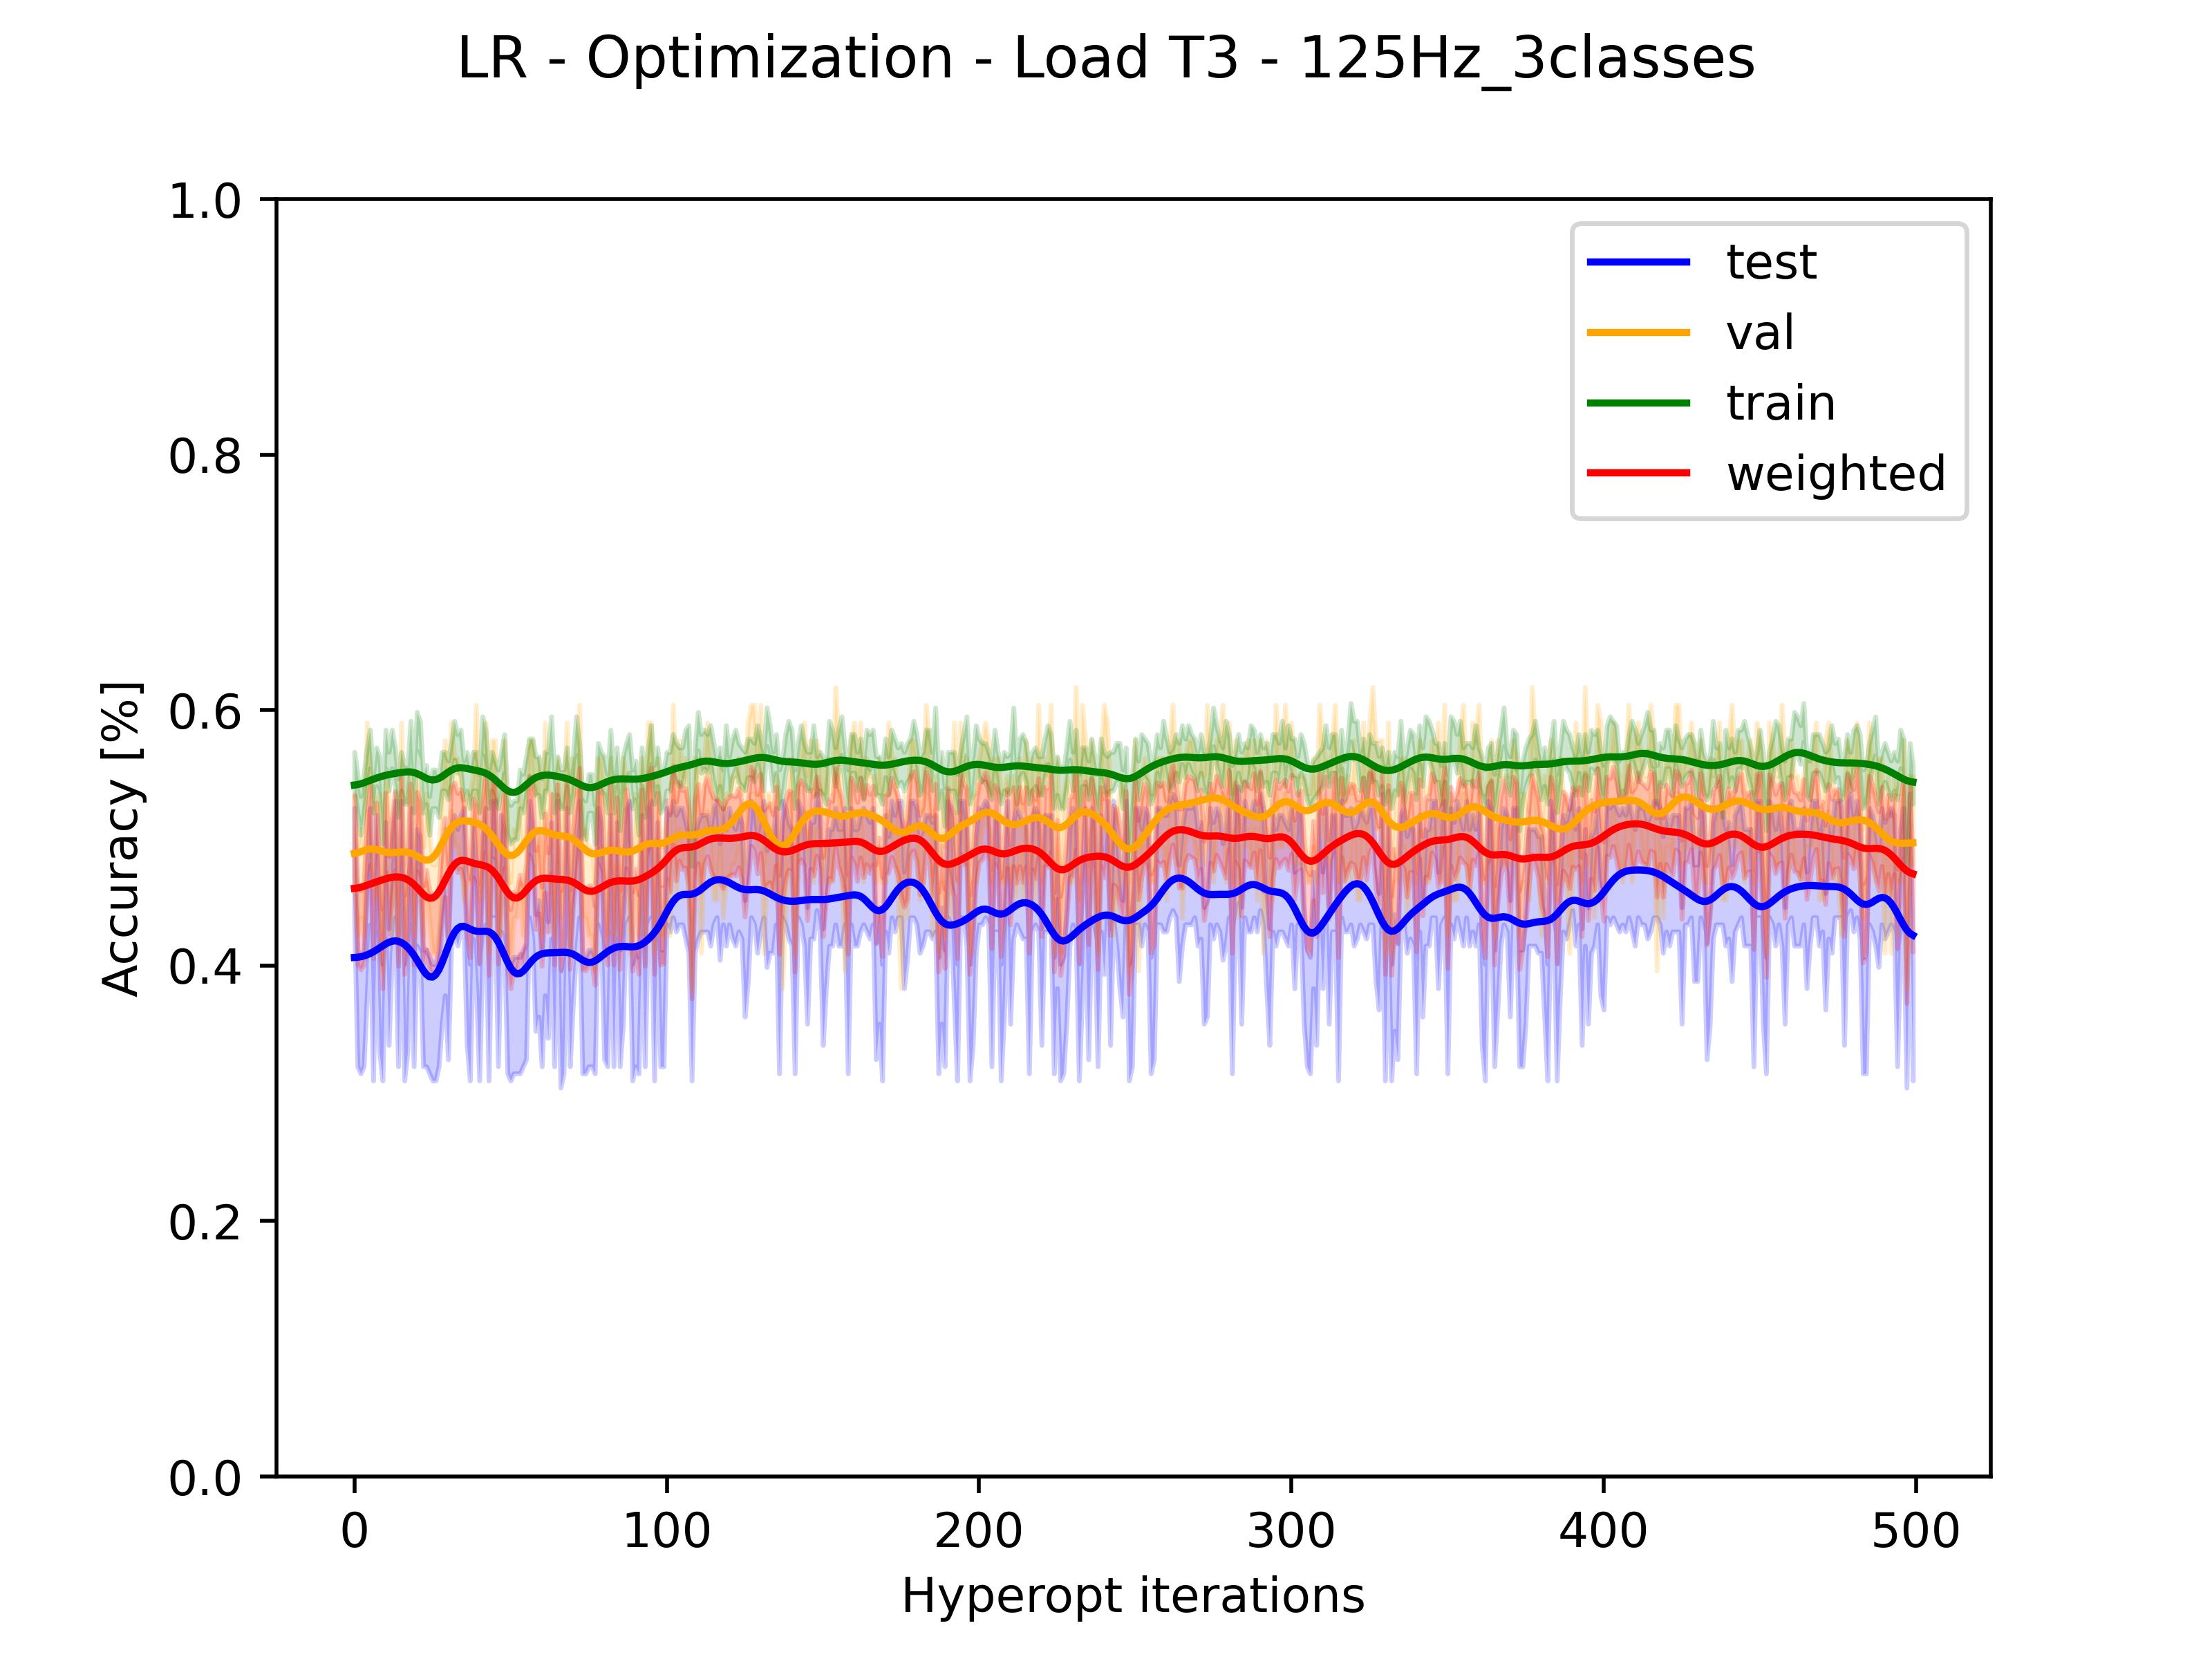 LR - Optimization - Load T3 - 125Hz_3classes
1.0
0.8
0.6
0.4
0.2
0.0
Accuracy [%]
test
val
train
weighted
0 100 200 300 400 500
Hyperopt iterations